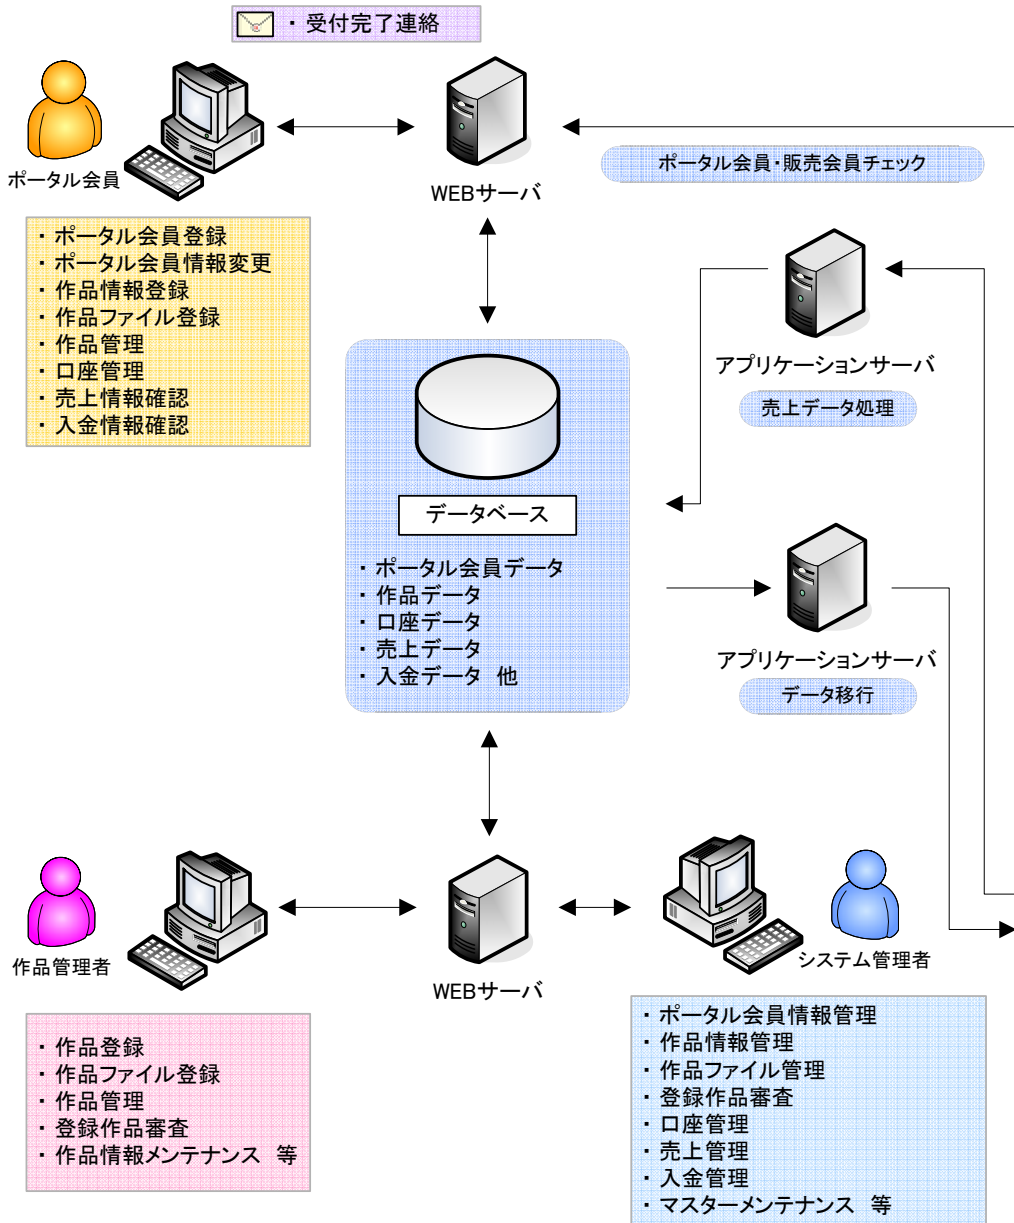 ・ 受付完了連絡
ポータル会員
WEBサーバ
ポータル会員・販売会員チェック
・ ポータル会員登録
・ ポータル会員情報変更
・ 作品情報登録
・ 作品ファイル登録
・ 作品管理
・ 口座管理
・ 売上情報確認
・ 入金情報確認
アプリケーションサーバ
売上データ処理
データベース
・ ポータル会員データ
・ 作品データ
・ 口座データ
・ 売上データ
・ 入金データ 他
アプリケーションサーバ
データ移行
作品管理者
WEBサーバ
システム管理者
・ 作品登録
・ 作品ファイル登録
・ 作品管理
・ 登録作品審査
・ 作品情報メンテナンス 等
・ ポータル会員情報管理
・ 作品情報管理
・ 作品ファイル管理
・ 登録作品審査
・ 口座管理
・ 売上管理
・ 入金管理
・ マスターメンテナンス 等